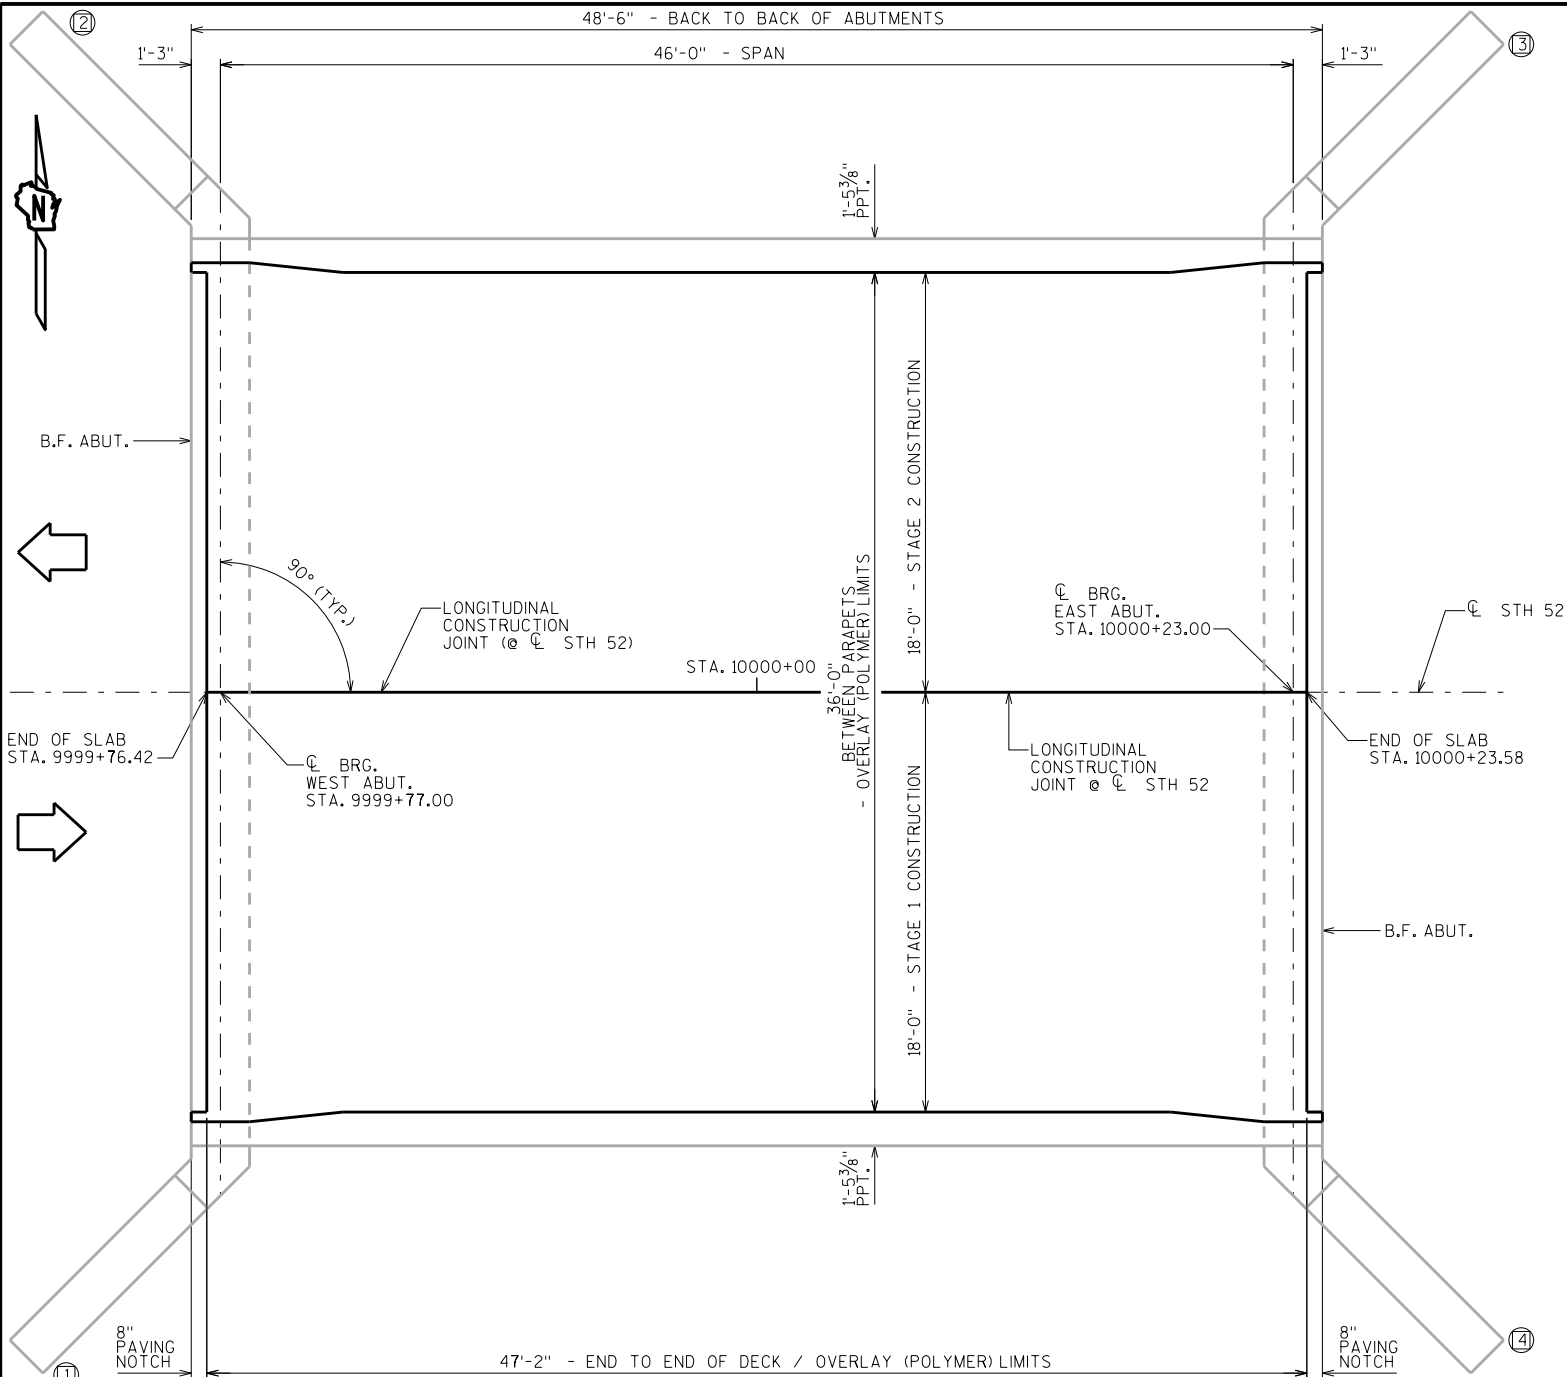 48'-6" - BACK TO BACK OF ABUTMENTS
2
1'-3"
46'-0" - SPAN
1'-3"
3
N
1'-5⅜"
PPT.
B.F. ABUT.
18'-0" - STAGE 2 CONSTRUCTION
90° (TYP.)
LONGITUDINAL
CONSTRUCTION
JOINT (@ ℄ STH 52)
℄ BRG.
EAST ABUT.
STA. 10000+23.00
℄ STH 52
STA. 10000+00
36'-0"
BETWEEN PARAPETS
- OVERLAY (POLYMER) LIMITS
END OF SLAB
STA. 9999+76.42
℄ BRG.
WEST ABUT.
STA. 9999+77.00
LONGITUDINAL
CONSTRUCTION
JOINT @ ℄ STH 52
END OF SLAB
STA. 10000+23.58
18'-0" - STAGE 1 CONSTRUCTION
B.F. ABUT.
1'-5⅜"
PPT.
8"
PAVING
NOTCH
47'-2" - END TO END OF DECK / OVERLAY (POLYMER) LIMITS
8"
PAVING
NOTCH
1
4